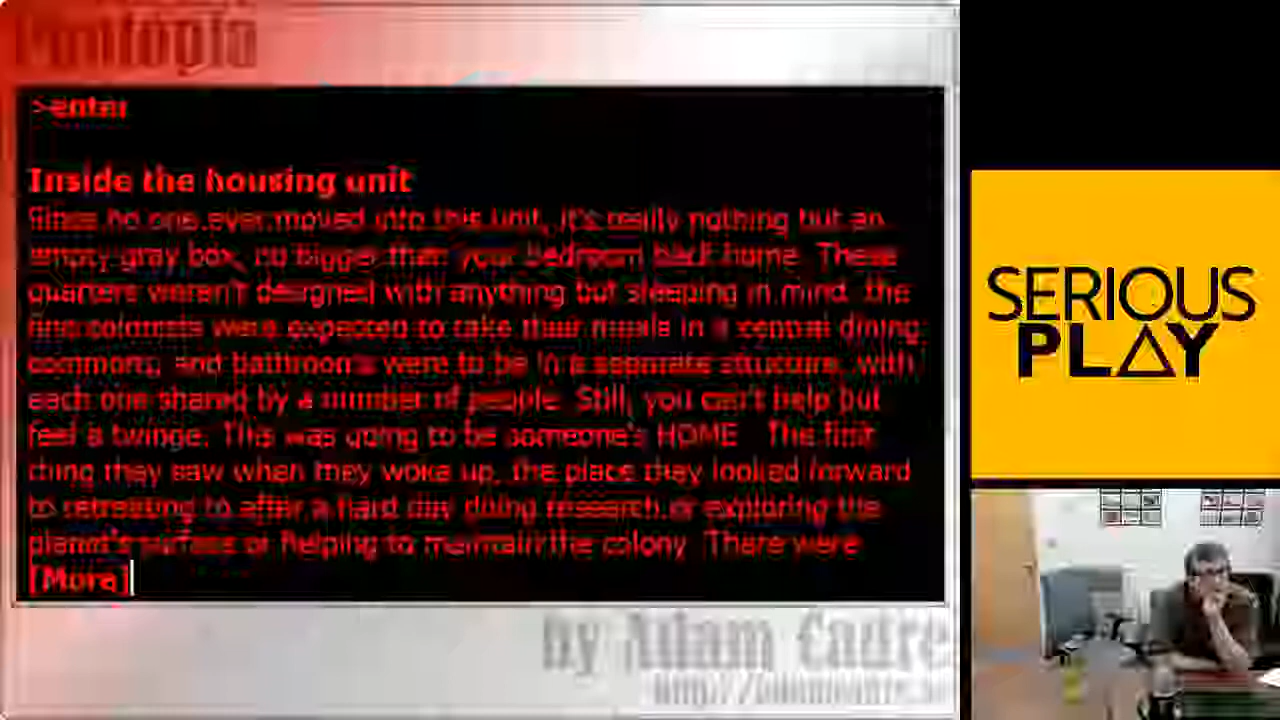 Photopia
>enter
Inside the housing unit
Since no one ever moved into this unit, it's really nothing but an
empty gray box, no bigger than your bedroom back home. These
quarters weren't designed with anything but sleeping in mind. the
colonists were expected to take their meals in a central dining
commons, and bathrooms were to be in a separate structure, with
each one shared by a number of people. Still, you can't help but
feel a twinge. This was going to be someone's HOME. The first
thing they saw when they woke up, the place they looked forward
to retreating to after a hard day doing research or exploring the
planet's surface or helping to maintain the colony. There were
[More]
by Adam Cadre
SERIOUS
PLAY